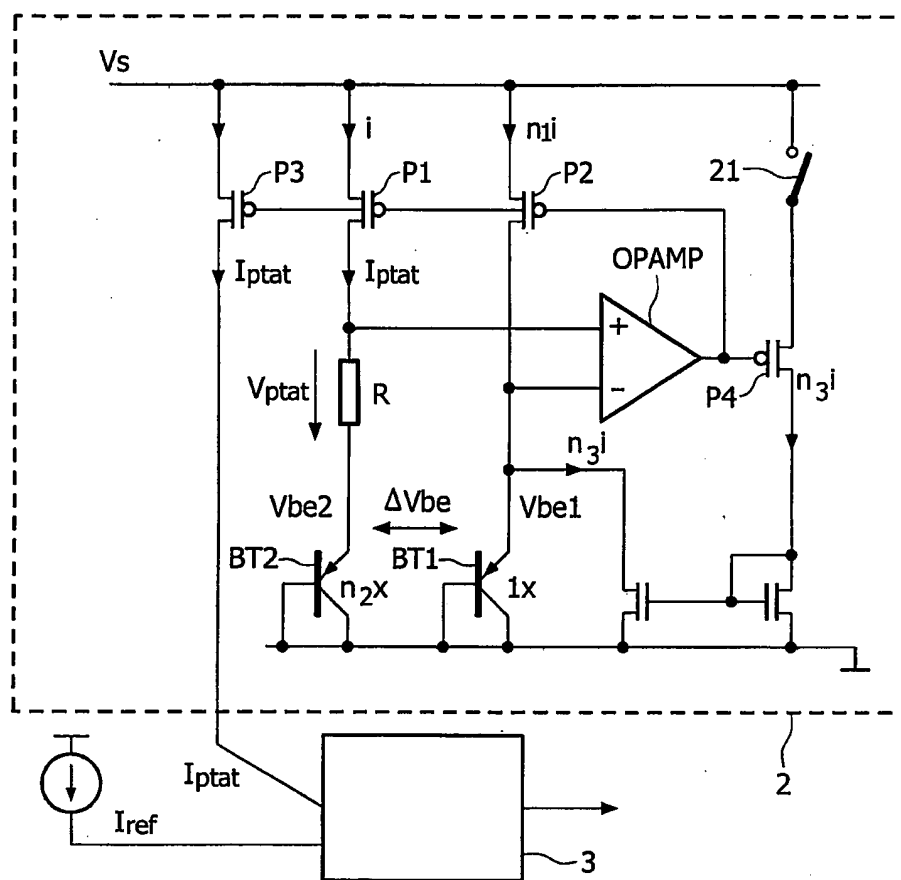 Vs
i
n₁i
P3
P1
P2
21
OPAMP
Iptat
Iptat
+
−
Vptat
R
P4
n₃i
n₃i
Vbe2
ΔVbe
Vbe1
BT2
n₂x
BT1
1x
2
Iptat
Iref
3